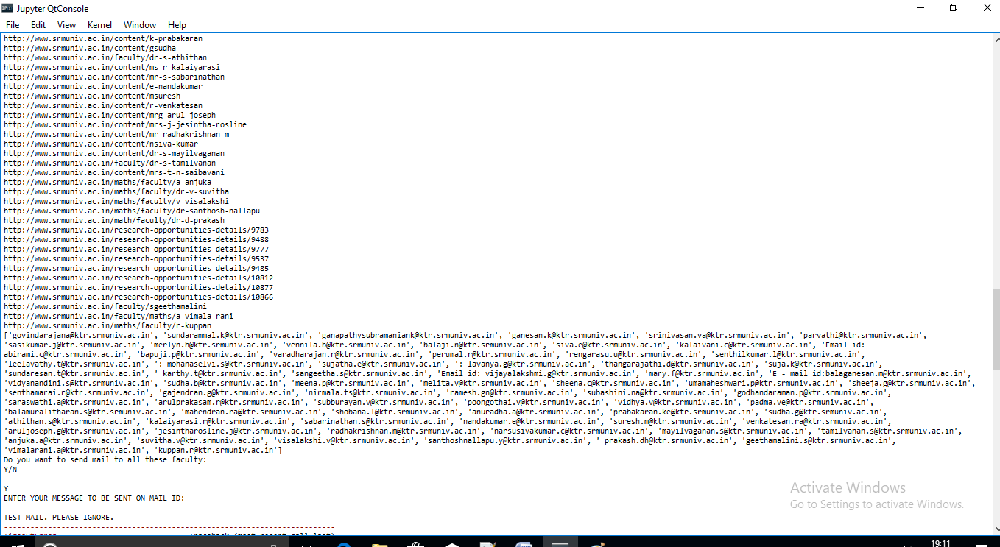 Jupyter QtConsole
File Edit View Kernel Window Help
http://www.srmuniv.ac.in/content/k-prabakaran
http://www.srmuniv.ac.in/content/gsudha
http://www.srmuniv.ac.in/faculty/dr-s-athithan
http://www.srmuniv.ac.in/content/ms-r-kalaiyarasi
http://www.srmuniv.ac.in/content/mr-s-sabarinathan
http://www.srmuniv.ac.in/content/e-nandakumar
http://www.srmuniv.ac.in/content/msuresh
http://www.srmuniv.ac.in/content/r-venkatesan
http://www.srmuniv.ac.in/content/mrg-arul-joseph
http://www.srmuniv.ac.in/content/mrs-j-jesintha-rosline
http://www.srmuniv.ac.in/content/mr-radhakrishnan-m
http://www.srmuniv.ac.in/content/nsiva-kumar
http://www.srmuniv.ac.in/content/dr-s-mayilvaganan
http://www.srmuniv.ac.in/faculty/dr-s-tamilvanan
http://www.srmuniv.ac.in/content/mrs-t-n-saibavani
http://www.srmuniv.ac.in/maths/faculty/a-anjuka
http://www.srmuniv.ac.in/maths/faculty/dr-v-suvitha
http://www.srmuniv.ac.in/maths/faculty/v-visalakshi
http://www.srmuniv.ac.in/maths/faculty/dr-santhosh-nallapu
http://www.srmuniv.ac.in/math/faculty/dr-d-prakash
http://www.srmuniv.ac.in/research-opportunities-details/9783
http://www.srmuniv.ac.in/research-opportunities-details/9488
http://www.srmuniv.ac.in/research-opportunities-details/9777
http://www.srmuniv.ac.in/research-opportunities-details/9537
http://www.srmuniv.ac.in/research-opportunities-details/9485
http://www.srmuniv.ac.in/research-opportunities-details/10812
http://www.srmuniv.ac.in/research-opportunities-details/10877
http://www.srmuniv.ac.in/research-opportunities-details/10866
http://www.srmuniv.ac.in/faculty/sgeethamalini
http://www.srmuniv.ac.in/faculty/maths/a-vimala-rani
http://www.srmuniv.ac.in/maths/faculty/r-kuppan
['govindarajana@ktr.srmuniv.ac.in', 'sundarammal.k@ktr.srmuniv.ac.in', 'ganapathysubramaniank@ktr.srmuniv.ac.in', 'ganesan.k@ktr.srmuniv.ac.in', 'srinivasan.va@ktr.srmuniv.ac.in', 'parvathi@ktr.srmuniv.ac.in',
'sasikumar.j@ktr.srmuniv.ac.in', 'merlyn.h@ktr.srmuniv.ac.in', 'vennila.b@ktr.srmuniv.ac.in', 'balaji.n@ktr.srmuniv.ac.in', 'siva.e@ktr.srmuniv.ac.in', 'kalaivani.c@ktr.srmuniv.ac.in', 'Email id:
abirami.c@ktr.srmuniv.ac.in', 'bapuji.p@ktr.srmuniv.ac.in', 'varadharajan.r@ktr.srmuniv.ac.in', 'perumal.r@ktr.srmuniv.ac.in', 'rengarasu.u@ktr.srmuniv.ac.in', 'senthilkumar.l@ktr.srmuniv.ac.in',
'leelavathy.t@ktr.srmuniv.ac.in', ': mohanaselvi.s@ktr.srmuniv.ac.in', 'sujatha.e@ktr.srmuniv.ac.in', ': lavanya.g@ktr.srmuniv.ac.in', 'thangarajathi.d@ktr.srmuniv.ac.in', 'suja.k@ktr.srmuniv.ac.in',
'sundaresan.t@ktr.srmuniv.ac.in', ' karthy.t@ktr.srmuniv.ac.in', 'sangeetha.s@ktr.srmuniv.ac.in', 'Email id: vijayalakshmi.g@ktr.srmuniv.ac.in', 'mary.f@ktr.srmuniv.ac.in', 'E - mail id:balaganesan.m@ktr.srmuniv.ac.in',
'vidyanandini.s@ktr.srmuniv.ac.in', 'sudha.b@ktr.srmuniv.ac.in', 'meena.p@ktr.srmuniv.ac.in', 'melita.v@ktr.srmuniv.ac.in', 'sheena.c@ktr.srmuniv.ac.in', 'umamaheshwari.p@ktr.srmuniv.ac.in', 'sheeja.g@ktr.srmuniv.ac.in',
'senthamarai.r@ktr.srmuniv.ac.in', 'gajendran.g@ktr.srmuniv.ac.in', 'nirmala.ts@ktr.srmuniv.ac.in', 'ramesh.gn@ktr.srmuniv.ac.in', 'subashini.na@ktr.srmuniv.ac.in', 'godhandaraman.p@ktr.srmuniv.ac.in',
'saraswathi.a@ktr.srmuniv.ac.in', 'arulprakasam.r@ktr.srmuniv.ac.in', 'subburayan.v@ktr.srmuniv.ac.in', 'poongothai.v@ktr.srmuniv.ac.in', 'vidhya.v@ktr.srmuniv.ac.in', 'padma.ve@ktr.srmuniv.ac.in',
'balamuralitharan.s@ktr.srmuniv.ac.in', 'mahendran.ra@ktr.srmuniv.ac.in', 'shobana.l@ktr.srmuniv.ac.in', 'anuradha.a@ktr.srmuniv.ac.in', 'prabakaran.ke@ktr.srmuniv.ac.in', 'sudha.g@ktr.srmuniv.ac.in',
'athithan.s@ktr.srmuniv.ac.in', 'kalaiyarasi.r@ktr.srmuniv.ac.in', 'sabarinathan.s@ktr.srmuniv.ac.in', 'nandakumar.e@ktr.srmuniv.ac.in', 'suresh.m@ktr.srmuniv.ac.in', 'venkatesan.ra@ktr.srmuniv.ac.in',
'aruljoseph.g@ktr.srmuniv.ac.in', 'jesintharosline.j@ktr.srmuniv.ac.in', 'radhakrishnan.m@ktr.srmuniv.ac.in', 'narsusivakumar.c@ktr.srmuniv.ac.in', 'mayilvaganan.s@ktr.srmuniv.ac.in', 'tamilvanan.s@ktr.srmuniv.ac.in',
'anjuka.a@ktr.srmuniv.ac.in', 'suvitha.v@ktr.srmuniv.ac.in', 'visalakshi.v@ktr.srmuniv.ac.in', 'santhoshnallapu.y@ktr.srmuniv.ac.in', ' prakash.dh@ktr.srmuniv.ac.in', 'geethamalini.s@ktr.srmuniv.ac.in',
'vimalarani.a@ktr.srmuniv.ac.in', 'kuppan.r@ktr.srmuniv.ac.in']
Do you want to send mail to all these faculty:
Y/N
Y
ENTER YOUR MESSAGE TO BE SENT ON MAIL ID:
TEST MAIL. PLEASE IGNORE.
---------------------------------------------------------------------------
TimeoutError Traceback (most recent call last)
Activate Windows
Go to Settings to activate Windows.
19:11